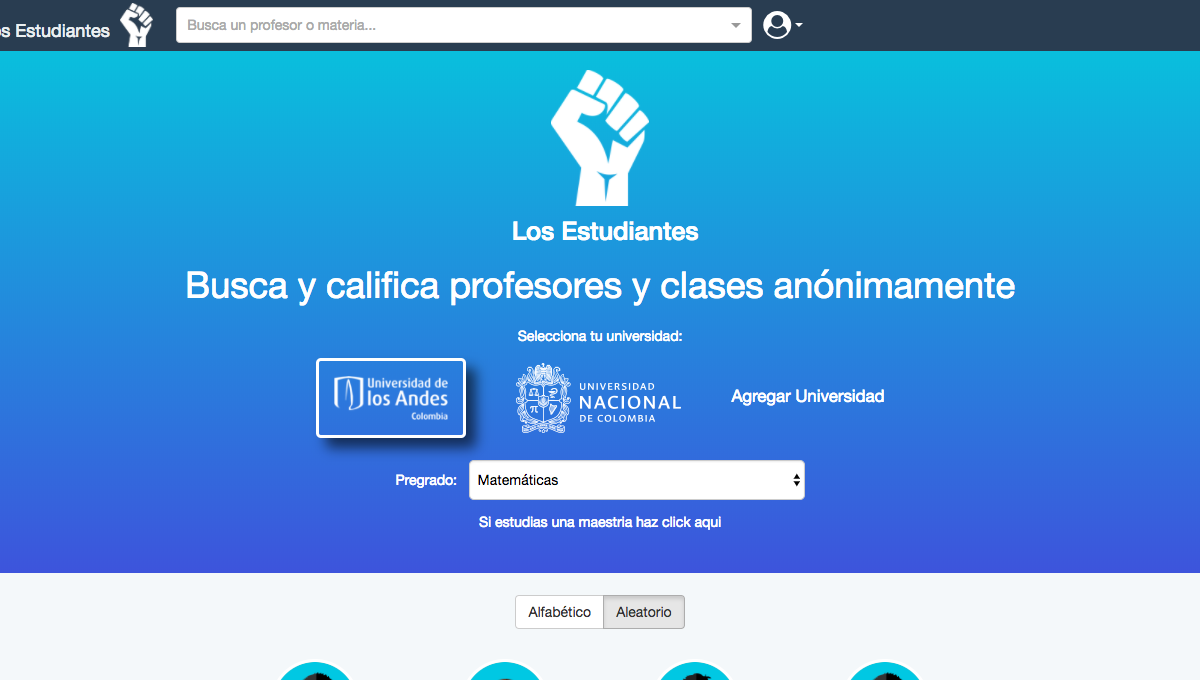 s Estudiantes
Busca un profesor o materia...
Los Estudiantes
Busca y califica profesores y clases anónimamente
Selecciona tu universidad:
Universidad de
los Andes
Colombia
UNIVERSIDAD
NACIONAL
DE COLOMBIA
Agregar Universidad
Pregrado:
Matemáticas
Si estudias una maestria haz click aqui
Alfabético
Aleatorio